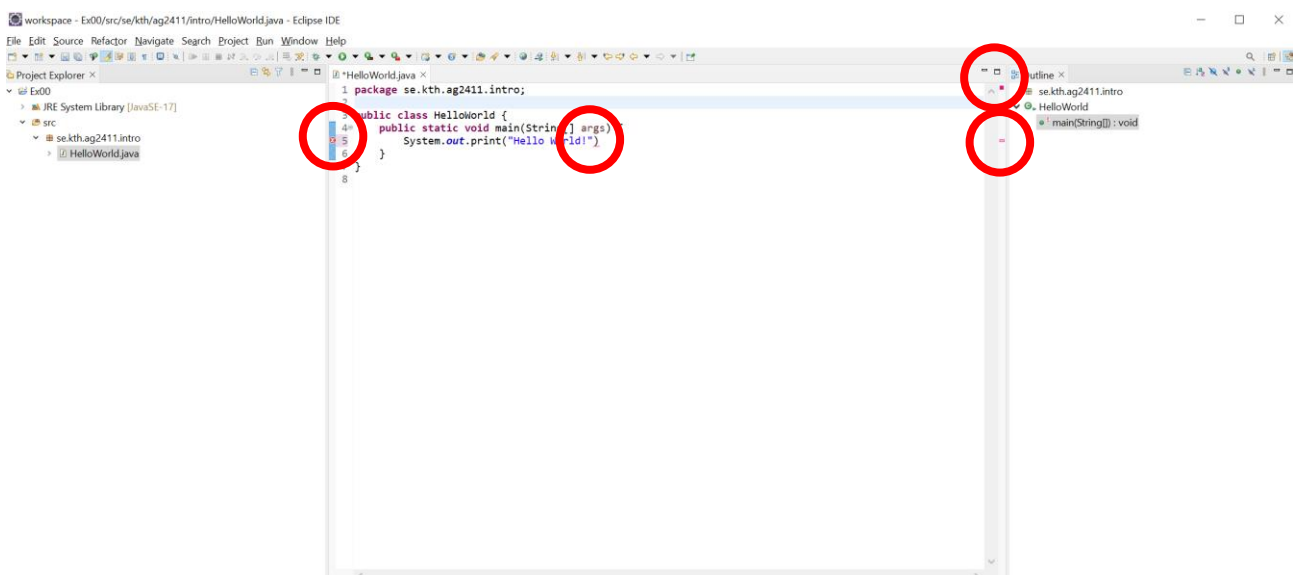 workspace - Ex00/src/se/kth/ag2411/intro/HelloWorld.java - Eclipse IDE
File Edit Source Refactor Navigate Search Project Run Window Help
Project Explorer ×
Ex00
JRE System Library [JavaSE-17]
src
se.kth.ag2411.intro
HelloWorld.java
*HelloWorld.java ×
1 package se.kth.ag2411.intro;
2
3 public class HelloWorld {
4 public static void main(String[] args) {
5 System.out.print("Hello World!")
6 }
}
8
Outline ×
se.kth.ag2411.intro
HelloWorld
main(String[]) : void